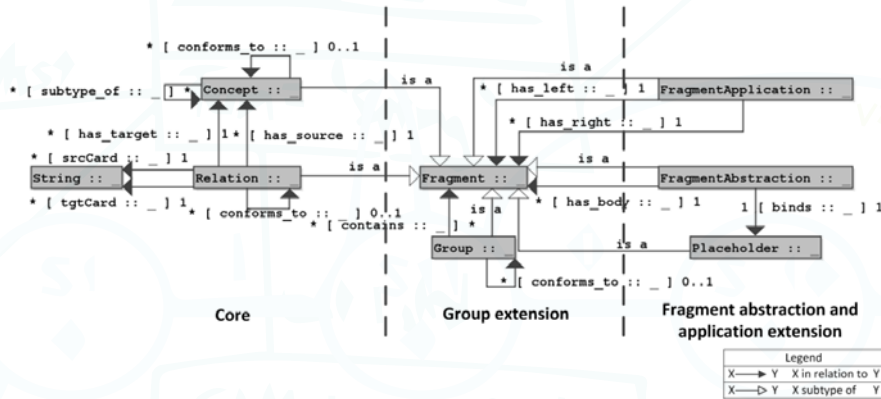 * [ conforms_to :: _ ] 0..1
is a
* [ subtype_of :: _ ] *
Concept :: _
is a
* [ has_left :: _ ] 1
FragmentApplication :: _
* [ has_target :: _ ] 1
* [ has_source :: _ ] 1
* [ has_right :: _ ] 1
* [ srcCard :: _ ] 1
is a
is a
String :: _
Relation :: _
Fragment :: _
FragmentAbstraction :: _
* [ tgtCard :: _ ] 1
* [ conforms_to :: _ ] 0..1
is a
* [ has_body :: _ ] 1
1 [ binds :: _ ] 1
* [ contains :: _ ] *
Group :: _
is a
Placeholder :: _
* [ conforms_to :: _ ] 0..1
Core
Group extension
Fragment abstraction and
application extension
Legend
X Y X in relation to Y
X Y X subtype of Y